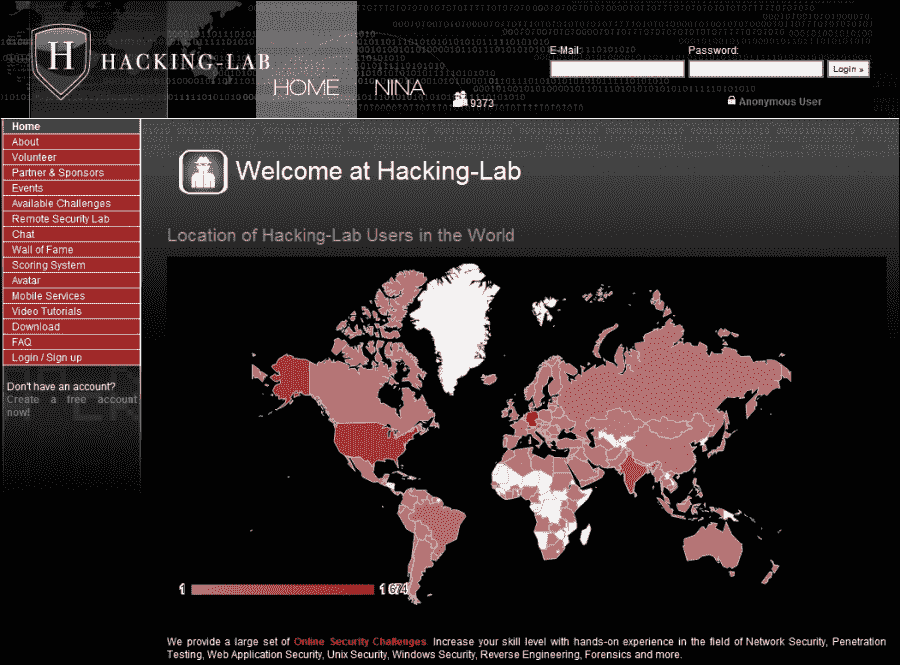 H HACKING-LAB
HOME
NINA
9373
E-Mail:
Password:
Login »
Anonymous User
Home
About
Volunteer
Partner & Sponsors
Events
Available Challenges
Remote Security Lab
Chat
Wall of Fame
Scoring System
Avatar
Mobile Services
Video Tutorials
Download
FAQ
Login / Sign up
Don't have an account?
Create a free account
now!
Welcome at Hacking-Lab
Location of Hacking-Lab Users in the World
1
1 674
We provide a large set of Online Security Challenges. Increase your skill level with hands-on experience in the field of Network Security, Penetration
Testing, Web Application Security, Unix Security, Windows Security, Reverse Engineering, Forensics and more.